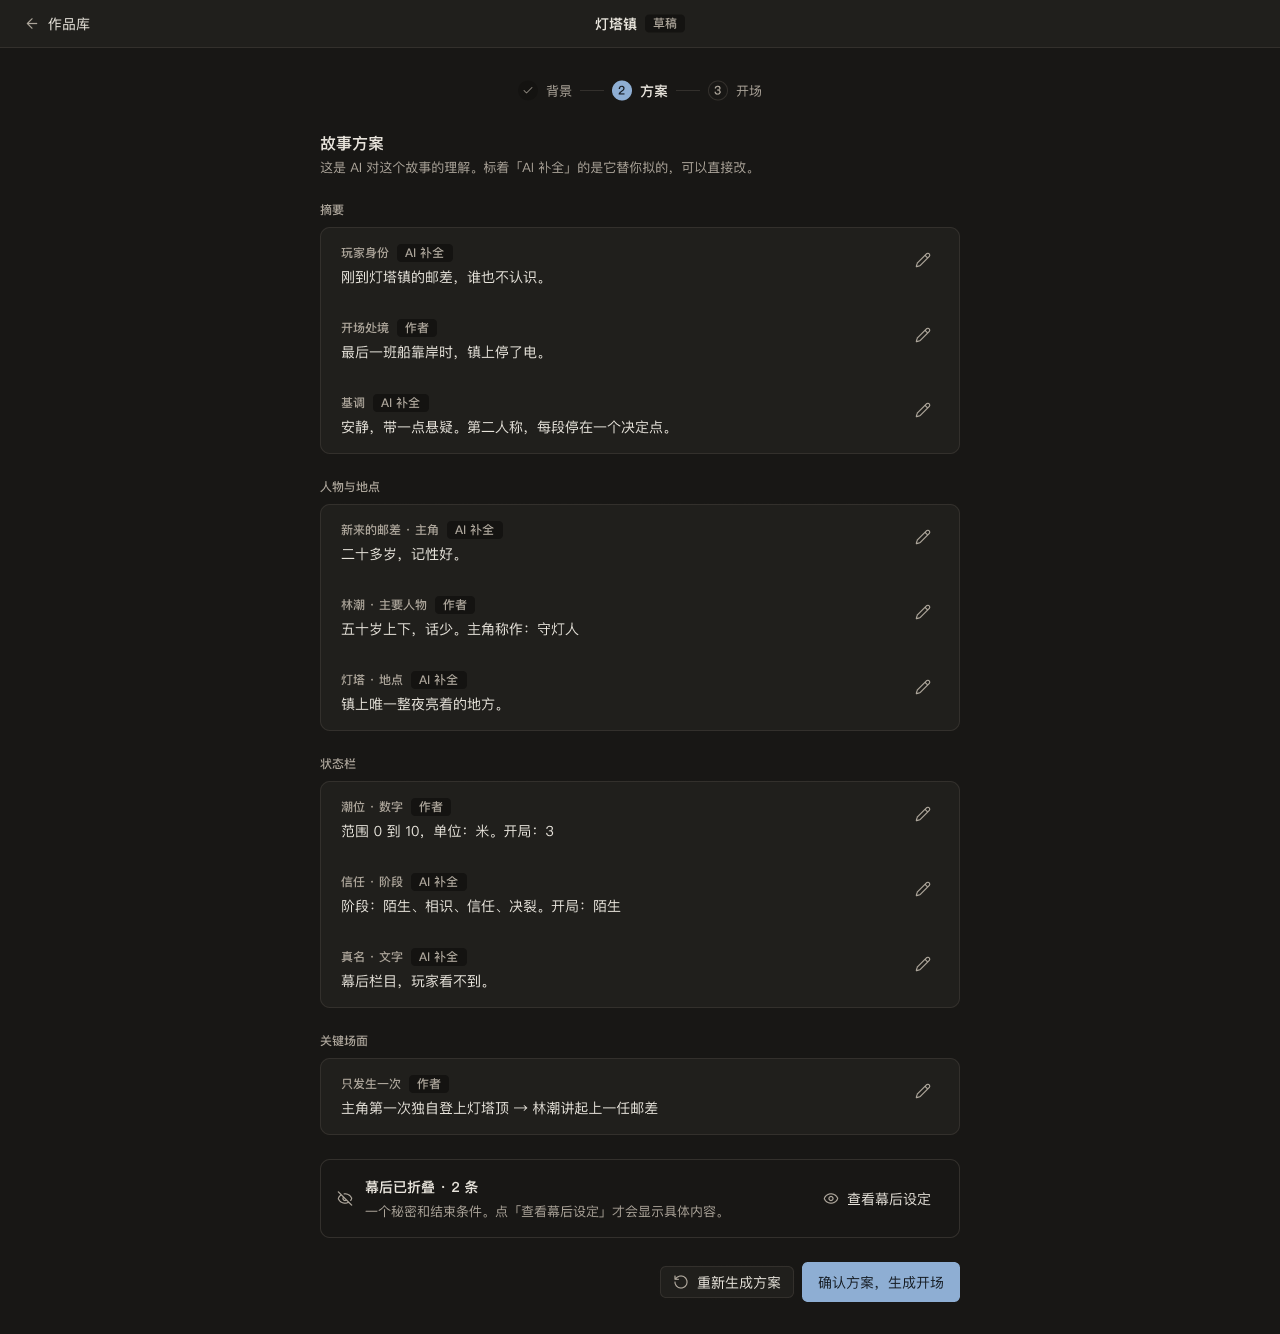 作品库
灯塔镇 草稿
背景 2 方案 3 开场
故事方案
这是 AI 对这个故事的理解。标着「AI 补全」的是它替你拟的，可以直接改。
摘要
玩家身份 AI 补全
刚到灯塔镇的邮差，谁也不认识。
开场处境 作者
最后一班船靠岸时，镇上停了电。
基调 AI 补全
安静，带一点悬疑。第二人称，每段停在一个决定点。
人物与地点
新来的邮差 · 主角 AI 补全
二十多岁，记性好。
林潮 · 主要人物 作者
五十岁上下，话少。主角称作：守灯人
灯塔 · 地点 AI 补全
镇上唯一整夜亮着的地方。
状态栏
潮位 · 数字 作者
范围 0 到 10，单位：米。开局：3
信任 · 阶段 AI 补全
阶段：陌生、相识、信任、决裂。开局：陌生
真名 · 文字 AI 补全
幕后栏目，玩家看不到。
关键场面
只发生一次 作者
主角第一次独自登上灯塔顶 → 林潮讲起上一任邮差
幕后已折叠 · 2 条
一个秘密和结束条件。点「查看幕后设定」才会显示具体内容。
查看幕后设定
重新生成方案 确认方案，生成开场